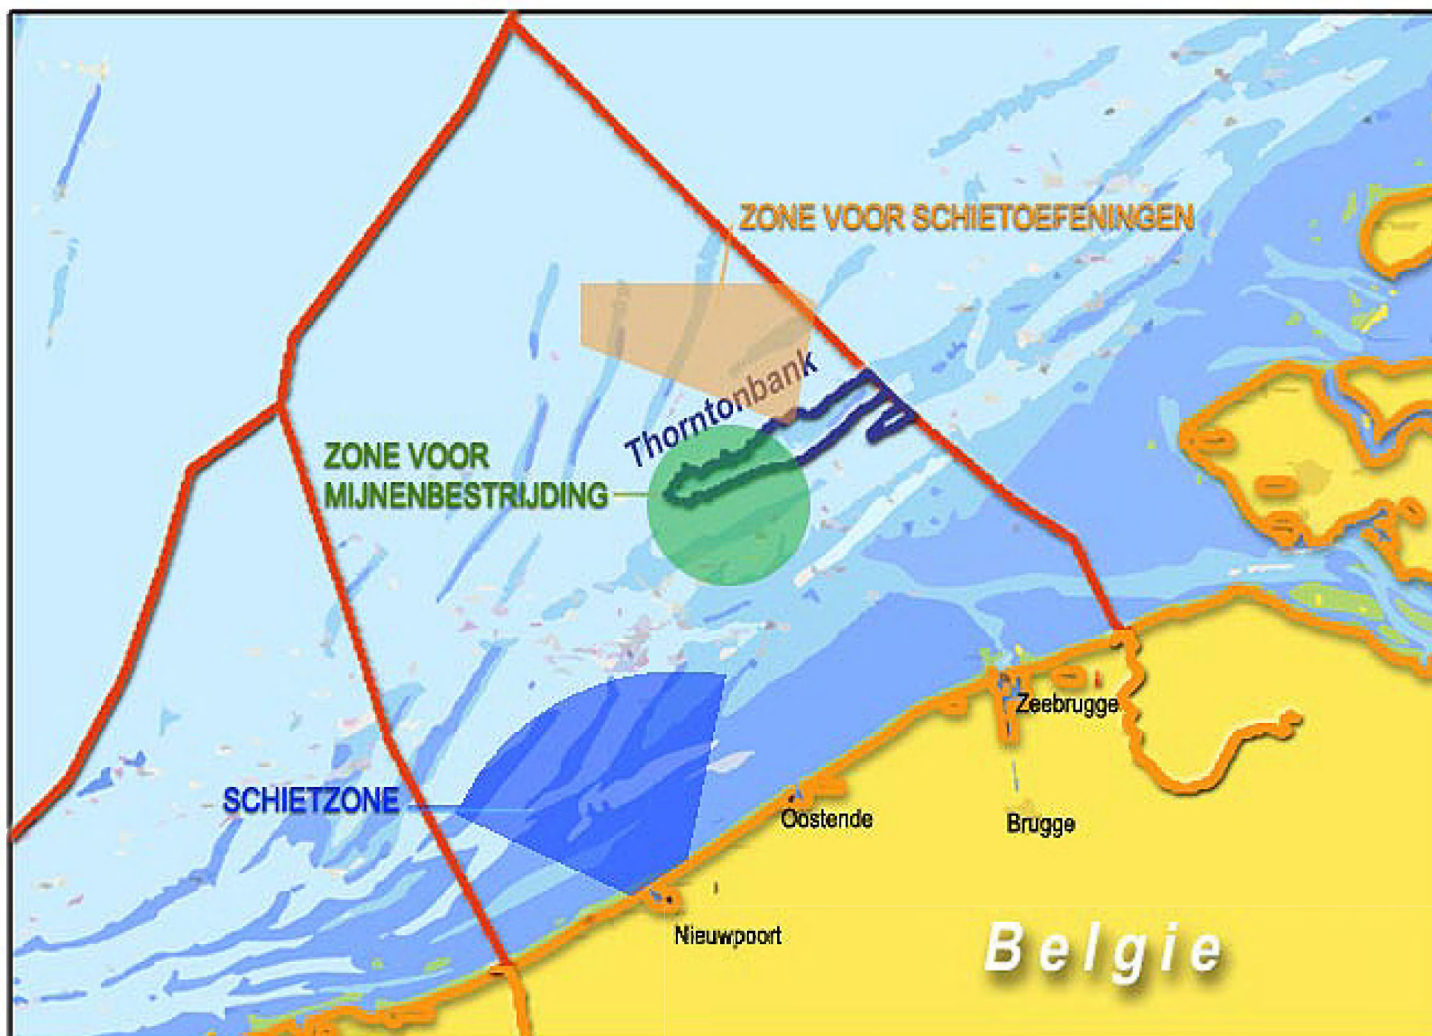 ZONE VOOR SCHIETOEFENINGEN
Thorntonbank
ZONE VOOR
MIJNENBESTRIJDING
SCHIETZONE
Zeebrugge
Oostende
Brugge
Nieuwpoort
Belgie